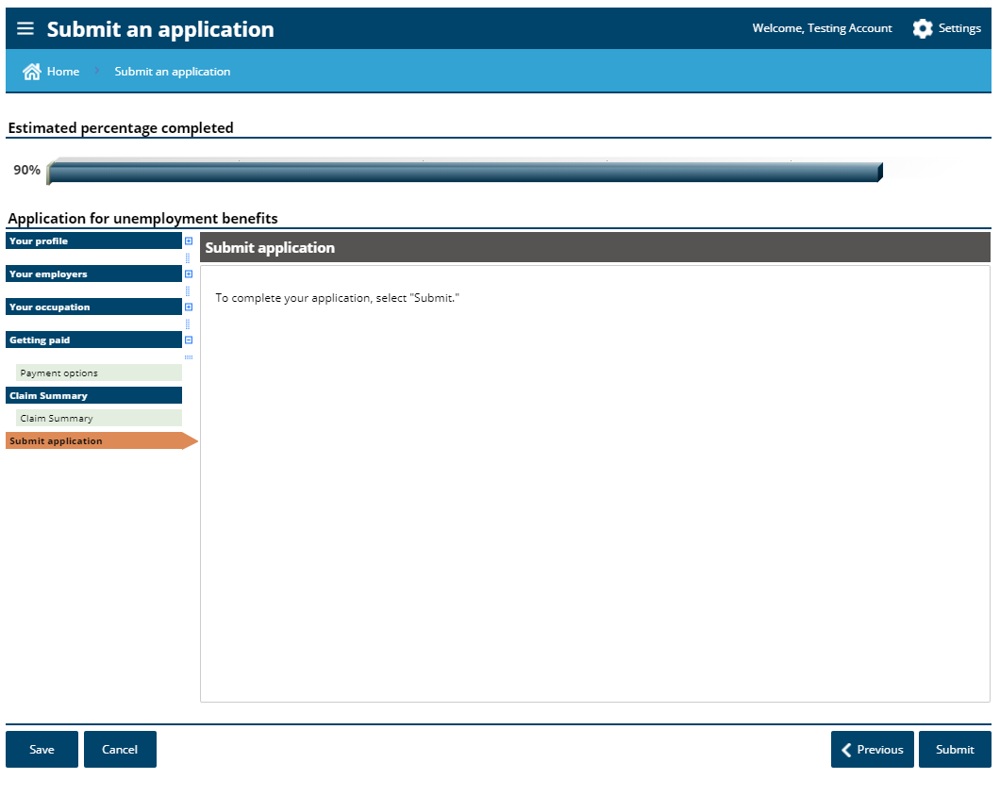 Submit an application
Welcome, Testing Account
Settings
Home
Submit an application
Estimated percentage completed
90%
Application for unemployment benefits
Your profile
Your employers
Your occupation
Getting paid
Payment options
Claim Summary
Claim Summary
Submit application
Submit application
To complete your application, select "Submit."
Save
Cancel
Previous
Submit